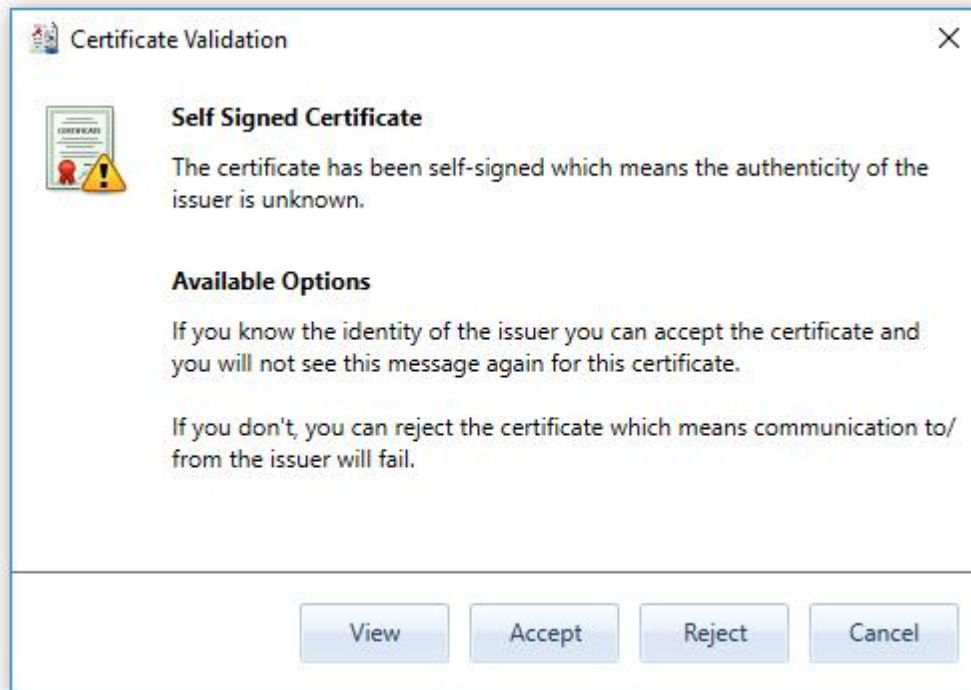 Certificate Validation
CERTIFICATE
Self Signed Certificate
The certificate has been self-signed which means the authenticity of the
issuer is unknown.
Available Options
If you know the identity of the issuer you can accept the certificate and
you will not see this message again for this certificate.
If you don't, you can reject the certificate which means communication to/
from the issuer will fail.
View Accept Reject Cancel